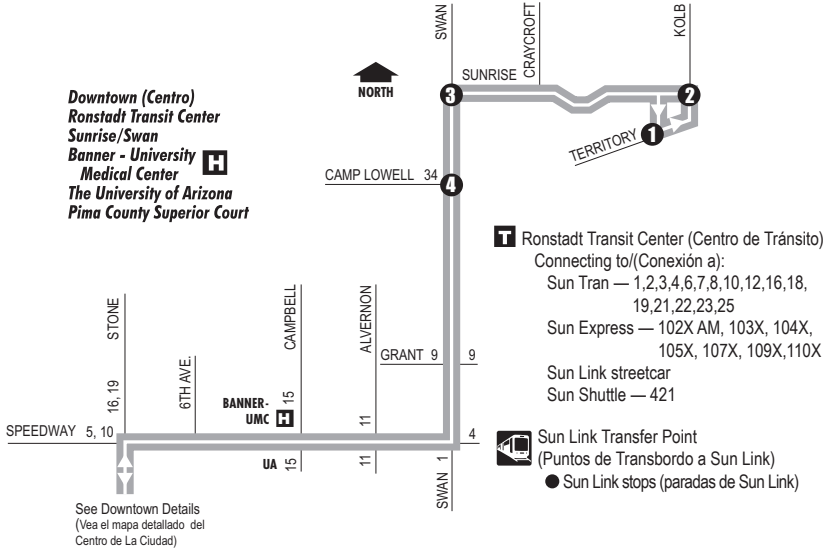 SWAN
CRAYCROFT
KOLB
SUNRISE
NORTH
3
2
1
TERRITORY
Downtown (Centro)
Ronstadt Transit Center
Sunrise/Swan
Banner - University H
Medical Center
The University of Arizona
Pima County Superior Court
CAMP LOWELL 34
4
T Ronstadt Transit Center (Centro de Tránsito)
Connecting to/(Conexión a):
Sun Tran — 1,2,3,4,6,7,8,10,12,16,18,
19,21,22,23,25
Sun Express — 102X AM, 103X, 104X,
105X, 107X, 109X,110X
Sun Link streetcar
Sun Shuttle — 421
Sun Link Transfer Point
(Puntos de Transbordo a Sun Link)
Sun Link stops (paradas de Sun Link)
STONE
16, 19
6TH AVE.
CAMPBELL
15
ALVERNON
11
GRANT 9
9
BANNER-
UMC H
SPEEDWAY 5, 10
4
UA
15
11
SWAN 1
See Downtown Details
(Vea el mapa detallado del
Centro de La Ciudad)